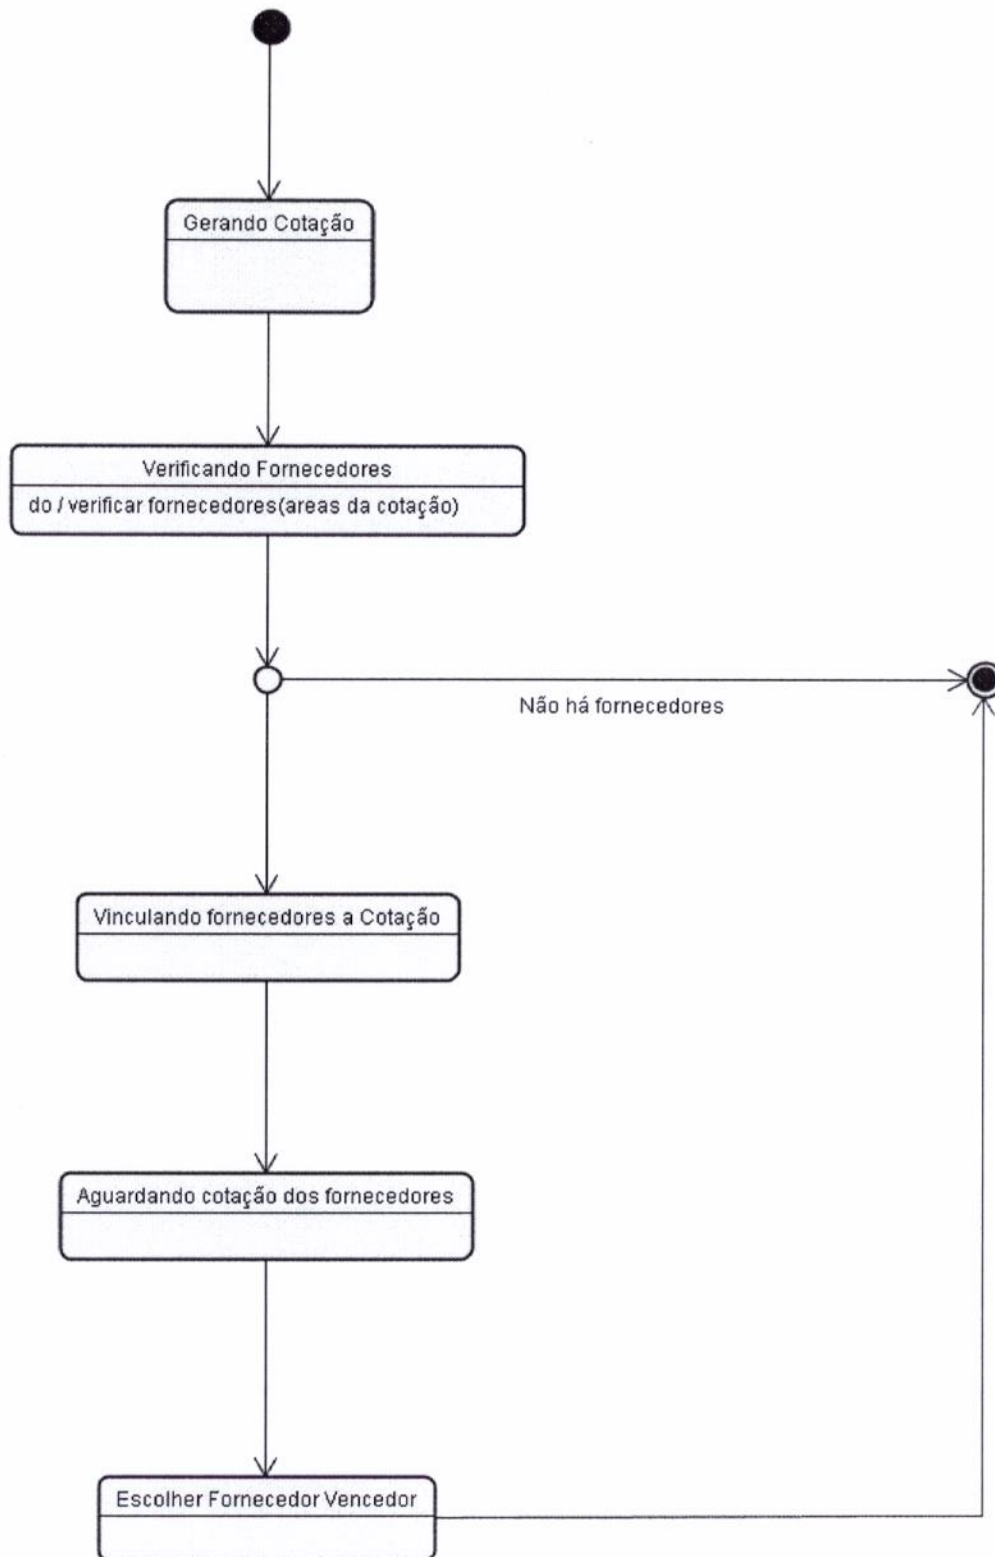 Gerando Cotação
Verificando Fornecedores
do / verificar fornecedores(areas da cotação)
Não há fornecedores
Vinculando fornecedores a Cotação
Aguardando cotação dos fornecedores
Escolher Fornecedor Vencedor